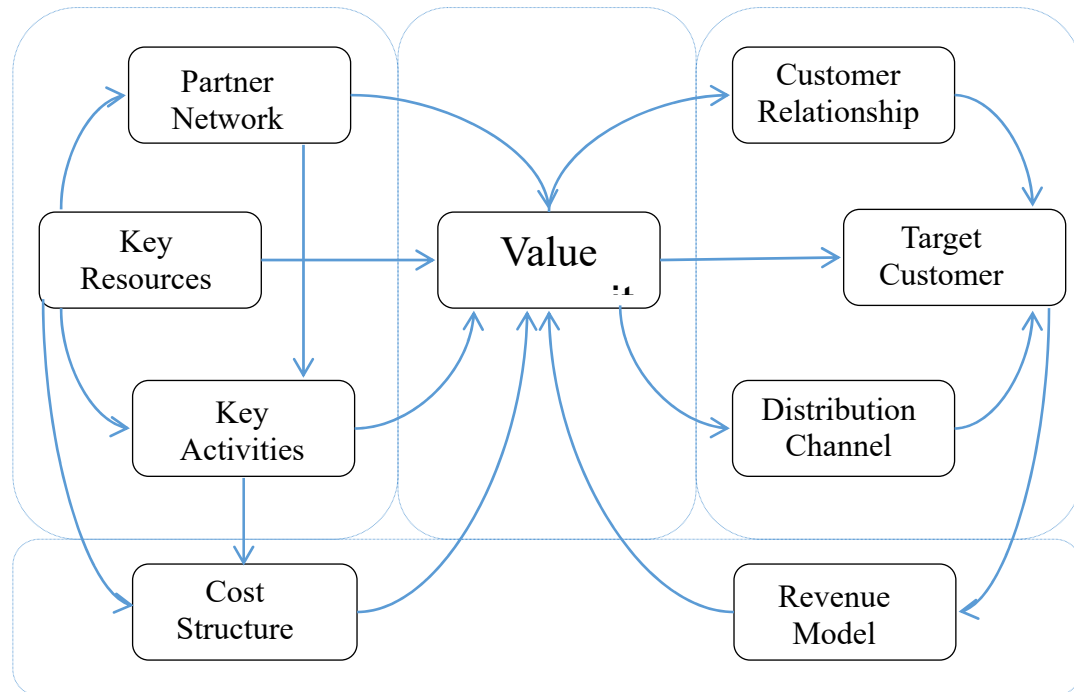 Partner
Network
Customer
Relationship
Key
Resources
Value
Target
Customer
Key
Activities
Distribution
Channel
Cost
Structure
Revenue
Model